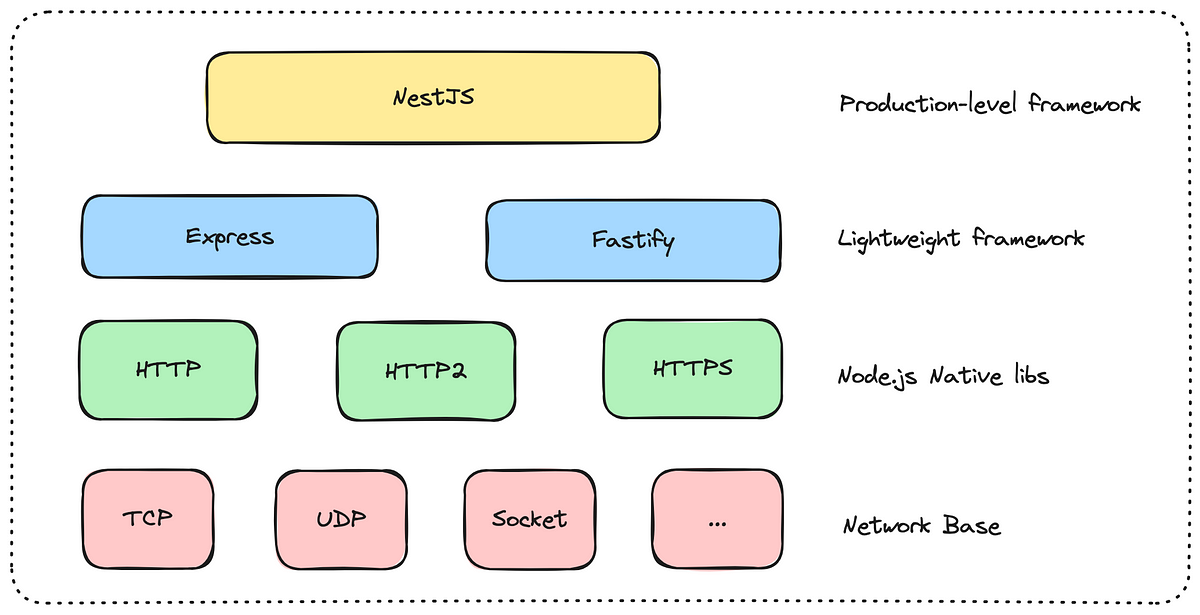 NestJS
Production-level framework
Express
Fastify
Lightweight framework
HTTP
HTTP2
HTTPS
Node.js Native libs
TCP
UDP
Socket
...
Network Base